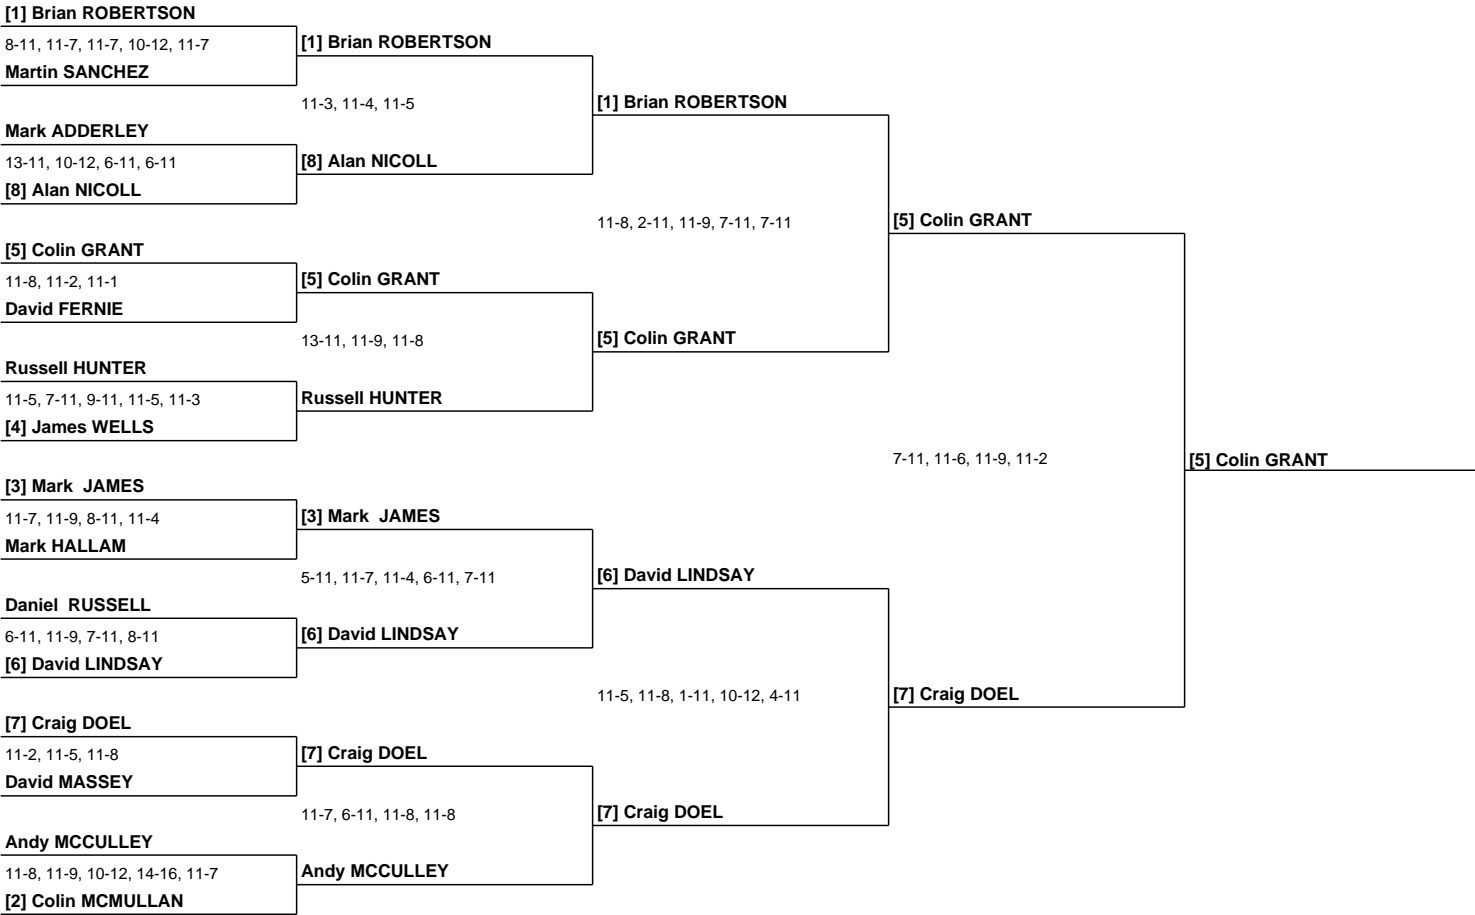 [1] Brian ROBERTSON
8-11, 11-7, 11-7, 10-12, 11-7
[1] Brian ROBERTSON
Martin SANCHEZ
11-3, 11-4, 11-5
[1] Brian ROBERTSON
Mark ADDERLEY
13-11, 10-12, 6-11, 6-11
[8] Alan NICOLL
[8] Alan NICOLL
11-8, 2-11, 11-9, 7-11, 7-11
[5] Colin GRANT
[5] Colin GRANT
11-8, 11-2, 11-1
[5] Colin GRANT
David FERNIE
13-11, 11-9, 11-8
[5] Colin GRANT
Russell HUNTER
11-5, 7-11, 9-11, 11-5, 11-3
Russell HUNTER
[4] James WELLS
7-11, 11-6, 11-9, 11-2
[5] Colin GRANT
[3] Mark  JAMES
11-7, 11-9, 8-11, 11-4
[3] Mark  JAMES
Mark HALLAM
5-11, 11-7, 11-4, 6-11, 7-11
[6] David LINDSAY
Daniel  RUSSELL
6-11, 11-9, 7-11, 8-11
[6] David LINDSAY
[6] David LINDSAY
11-5, 11-8, 1-11, 10-12, 4-11
[7] Craig DOEL
[7] Craig DOEL
11-2, 11-5, 11-8
[7] Craig DOEL
David MASSEY
11-7, 6-11, 11-8, 11-8
[7] Craig DOEL
Andy MCCULLEY
11-8, 11-9, 10-12, 14-16, 11-7
Andy MCCULLEY
[2] Colin MCMULLAN